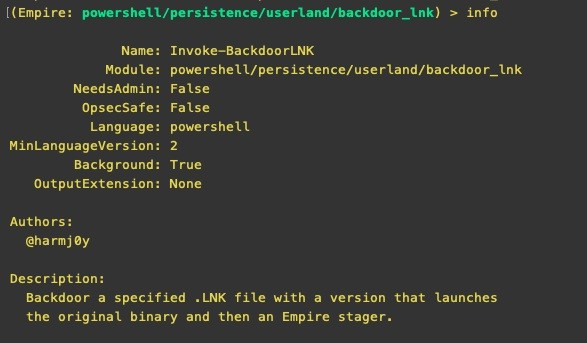 [(Empire: powershell/persistence/userland/backdoor_lnk) > info
Name: Invoke-BackdoorLNK
Module: powershell/persistence/userland/backdoor_lnk
NeedsAdmin: False
OpsecSafe: False
Language: powershell
MinLanguageVersion: 2
Background: True
OutputExtension: None
Authors:
@harmj0y
Description:
Backdoor a specified .LNK file with a version that launches
the original binary and then an Empire stager.